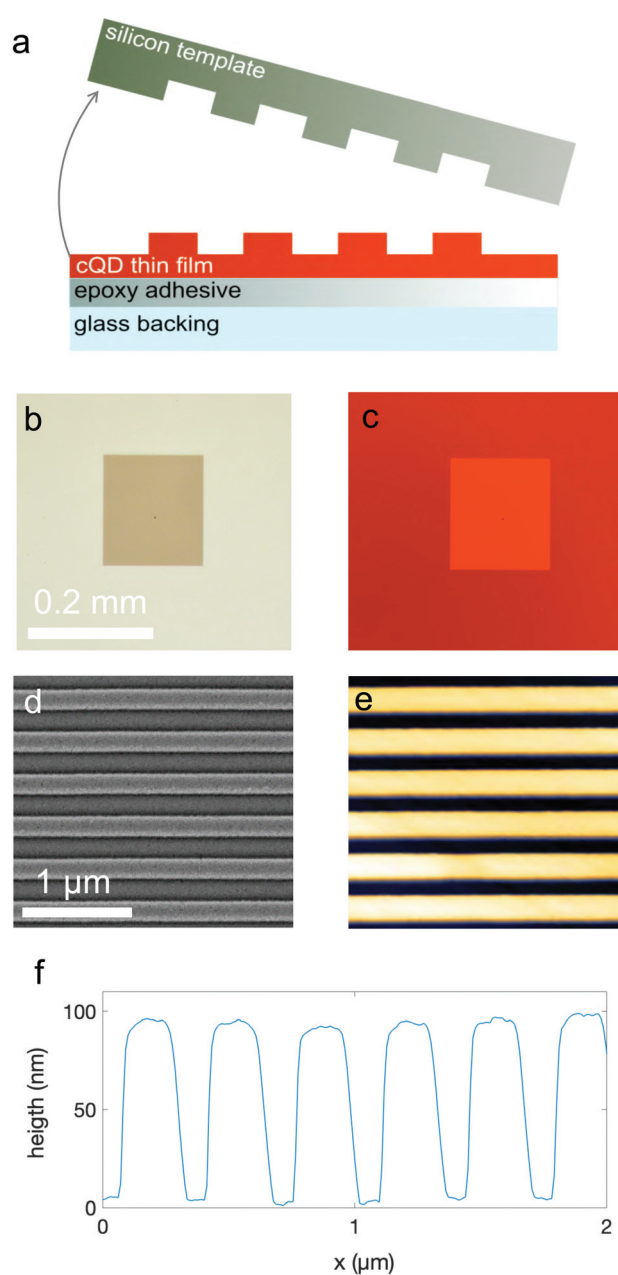 a
silicon template
cQD thin film
epoxy adhesive
glass backing
b
c
0.2 mm
d
e
1 μm
f
100
50
0
heigth (nm)
0
1
2
x (μm)